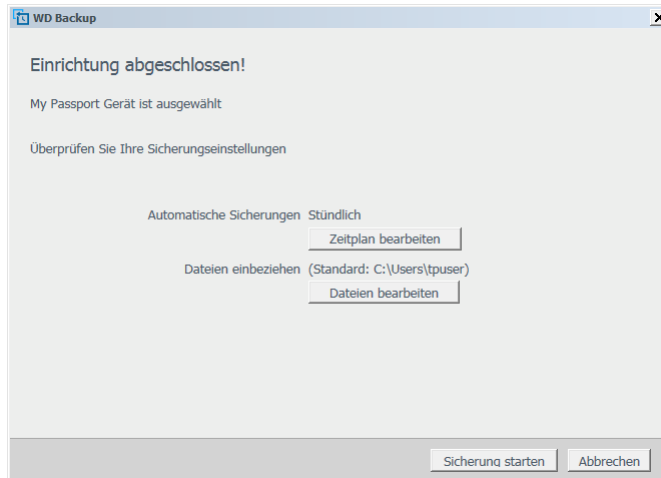 WD Backup
Einrichtung abgeschlossen!
My Passport Gerät ist ausgewählt
Überprüfen Sie Ihre Sicherungseinstellungen
Automatische Sicherungen Stündlich
Zeitplan bearbeiten
Dateien einbeziehen (Standard: C:\Users\tpuser)
Dateien bearbeiten
Sicherung starten Abbrechen